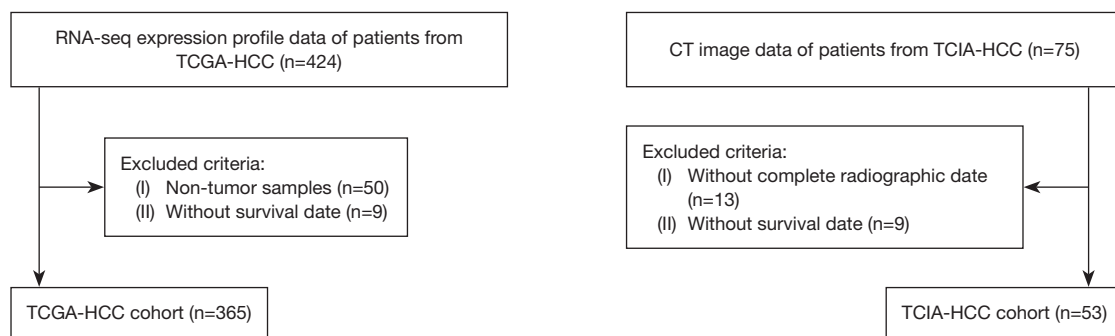 RNA-seq expression profile data of patients from
TCGA-HCC (n=424)
Excluded criteria:
(I) Non-tumor samples (n=50)
(II) Without survival date (n=9)
TCGA-HCC cohort (n=365)
CT image data of patients from TCIA-HCC (n=75)
Excluded criteria:
(I) Without complete radiographic date
(n=13)
(II) Without survival date (n=9)
TCIA-HCC cohort (n=53)